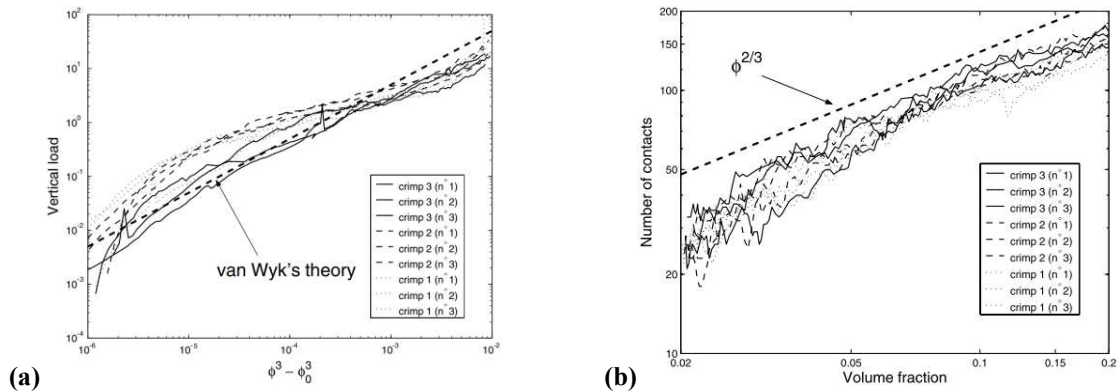 10^2
10^1
10^0
10^-1
10^-2
10^-3
10^-4
Vertical load
van Wyk's theory
crimp 3 (n°1)
crimp 3 (n°2)
crimp 3 (n°3)
crimp 2 (n°1)
crimp 2 (n°2)
crimp 2 (n°3)
crimp 1 (n°1)
crimp 1 (n°2)
crimp 1 (n°3)
10^-6
10^-5
10^-4
10^-3
10^-2
ϕ^3 − ϕ_0^3
(a)
200
150
100
50
20
10
Number of contacts
ϕ^2/3
crimp 3 (n°1)
crimp 3 (n°2)
crimp 3 (n°3)
crimp 2 (n°1)
crimp 2 (n°2)
crimp 2 (n°3)
crimp 1 (n°1)
crimp 1 (n°2)
crimp 1 (n°3)
0.02
0.05
0.1
0.15
0.2
Volume fraction
(b)